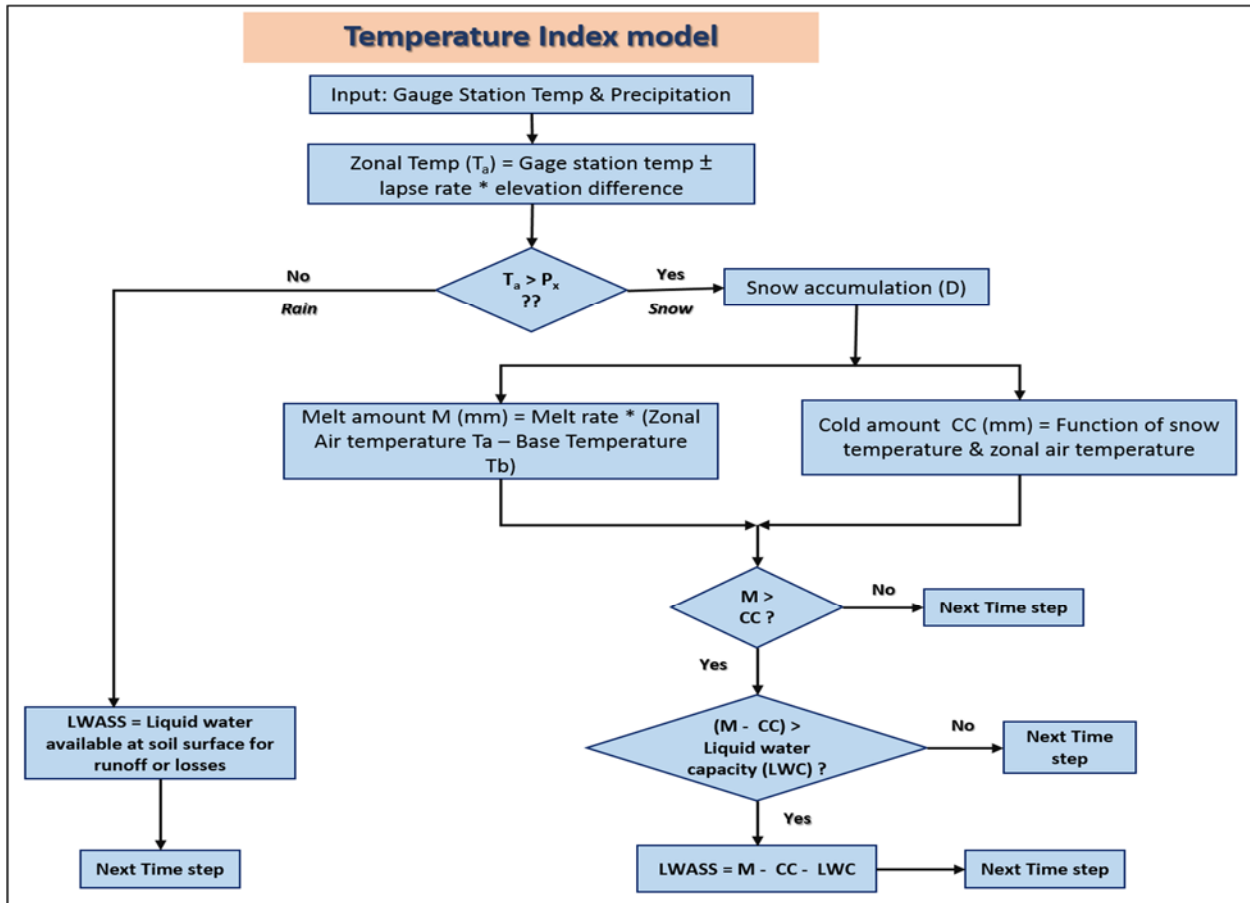 Temperature Index model
Input: Gauge Station Temp & Precipitation
Zonal Temp (Ta) = Gage station temp ±
lapse rate * elevation difference
No
Rain
Ta > Px
??
Yes
Snow
Snow accumulation (D)
Melt amount M (mm) = Melt rate * (Zonal
Air temperature Ta – Base Temperature
Tb)
Cold amount CC (mm) = Function of snow
temperature & zonal air temperature
M >
CC ?
No
Next Time step
Yes
(M - CC) >
Liquid water
capacity (LWC) ?
No
Next Time
step
Yes
LWASS = M - CC - LWC
Next Time step
LWASS = Liquid water
available at soil surface for
runoff or losses
Next Time step